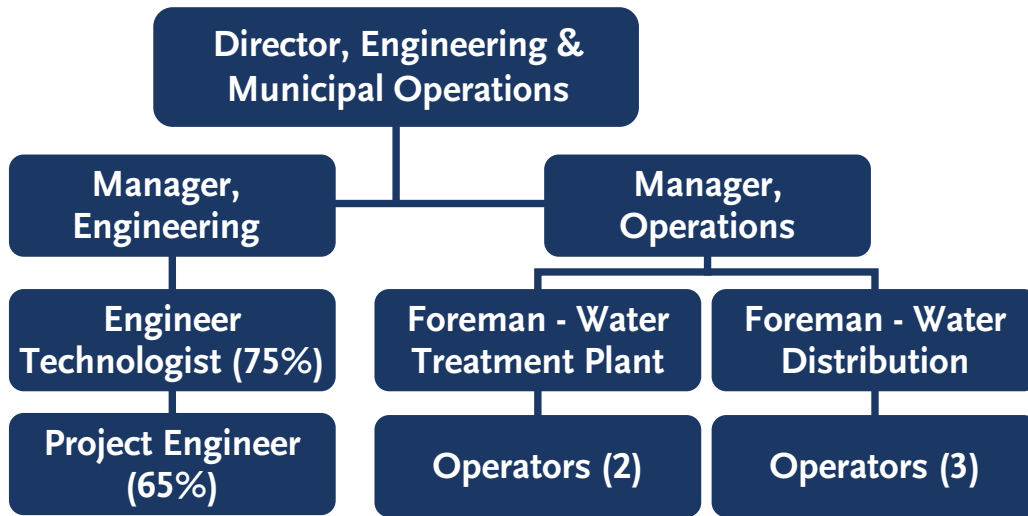 Director, Engineering &
Municipal Operations
Manager,
Engineering
Manager,
Operations
Engineer
Technologist (75%)
Foreman - Water
Treatment Plant
Foreman - Water
Distribution
Project Engineer
(65%)
Operators (2)
Operators (3)